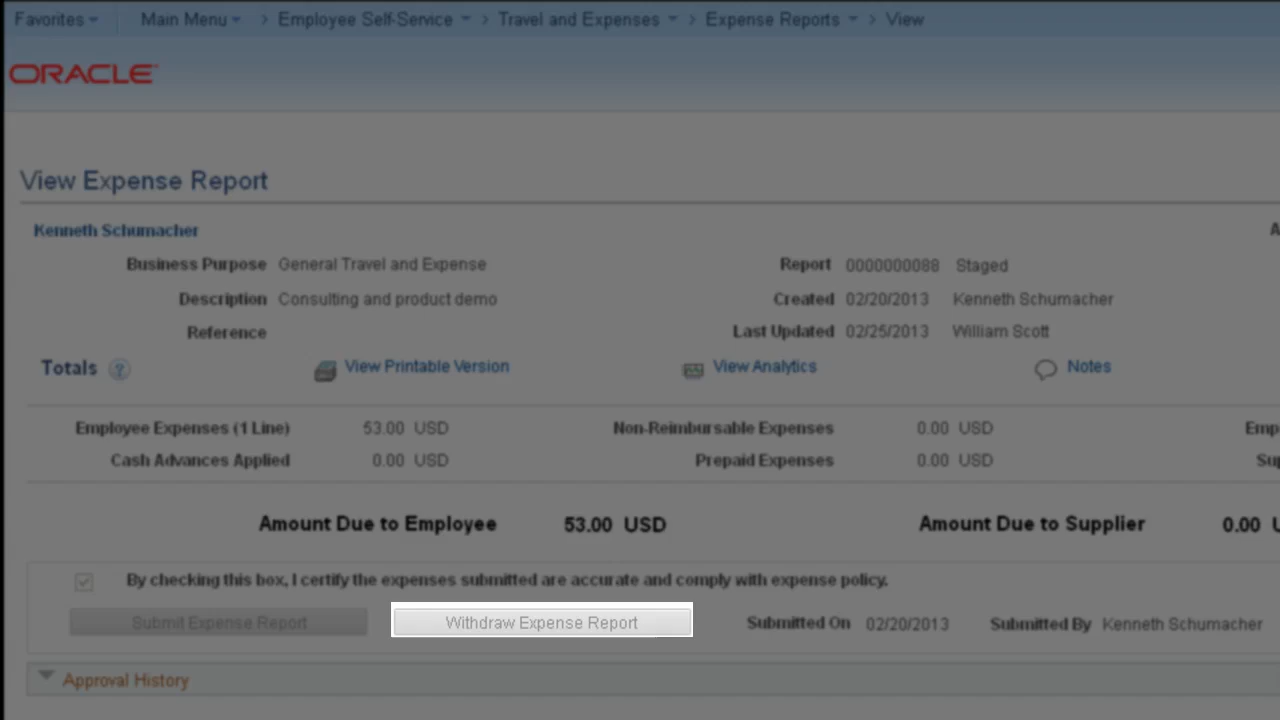 Favorites Main Menu > Employee Self-Service > Travel and Expenses > Expense Reports > View
ORACLE
View Expense Report
Kenneth Schumacher
Business Purpose General Travel and Expense Report 0000000088 Staged
Description Consulting and product demo Created 02/20/2013 Kenneth Schumacher
Reference Last Updated 02/25/2013 William Scott
Totals ? View Printable Version View Analytics Notes
Employee Expenses (1 Line) 53.00 USD Non-Reimbursable Expenses 0.00 USD Emp
Cash Advances Applied 0.00 USD Prepaid Expenses 0.00 USD Sup
Amount Due to Employee 53.00 USD Amount Due to Supplier 0.00
By checking this box, I certify the expenses submitted are accurate and comply with expense policy.
Submit Expense Report Withdraw Expense Report Submitted On 02/20/2013 Submitted By Kenneth Schumacher
Approval History